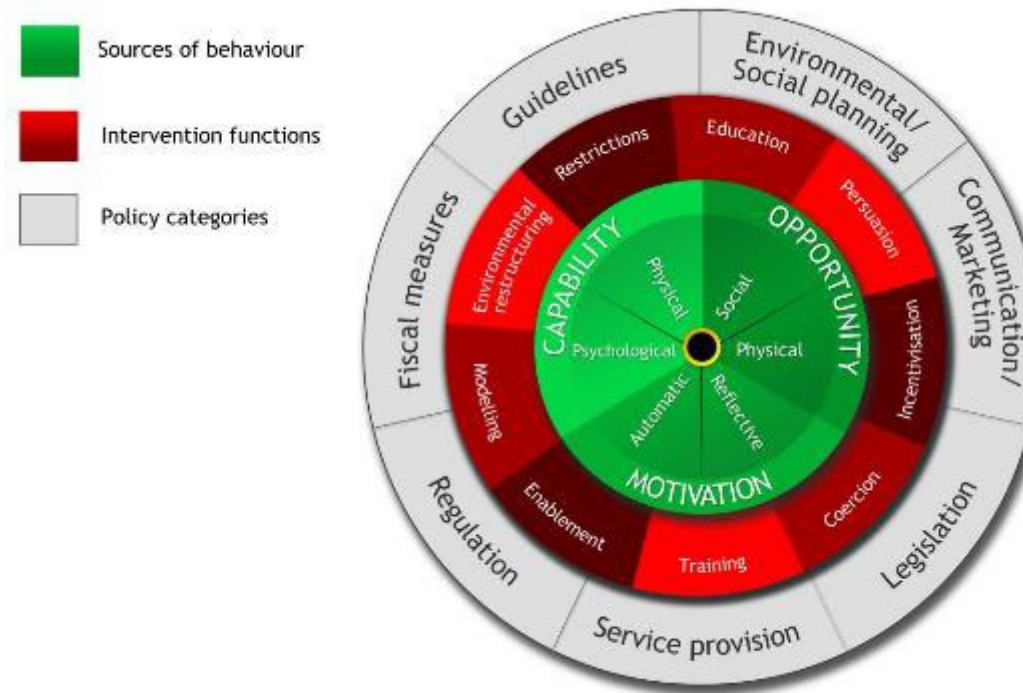 Sources of behaviour
Intervention functions
Policy categories
Guidelines
Environmental/
Social planning
Communication/
Marketing
Legislation
Service provision
Regulation
Fiscal measures
Restrictions
Education
Persuasion
Incentivisation
Coercion
Training
Enablement
Modelling
Environmental
restructuring
CAPABILITY
OPPORTUNITY
MOTIVATION
Physical
Social
Physical
Reflective
Automatic
Psychological